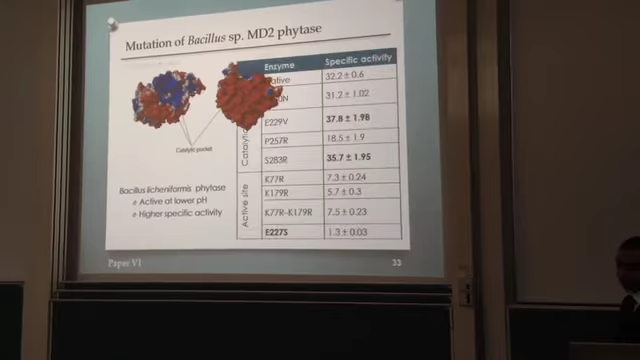 Mutation of Bacillus sp. MD2 phytase
Enzyme Specific activity
32.2 ± 0.6
31.2 ± 1.02
E229V 37.8 ± 1.98
P257R 18.5 ± 1.9
S283R 35.7 ± 1.95
K77R 7.3 ± 0.24
K179R 5.7 ± 0.3
K77R-K179R 7.5 ± 0.23
E227S 1.3 ± 0.03
Active site
Catalytic pocket
Bacillus licheniformis phytase
Active at lower pH
Higher specific activity
Paper VI
33